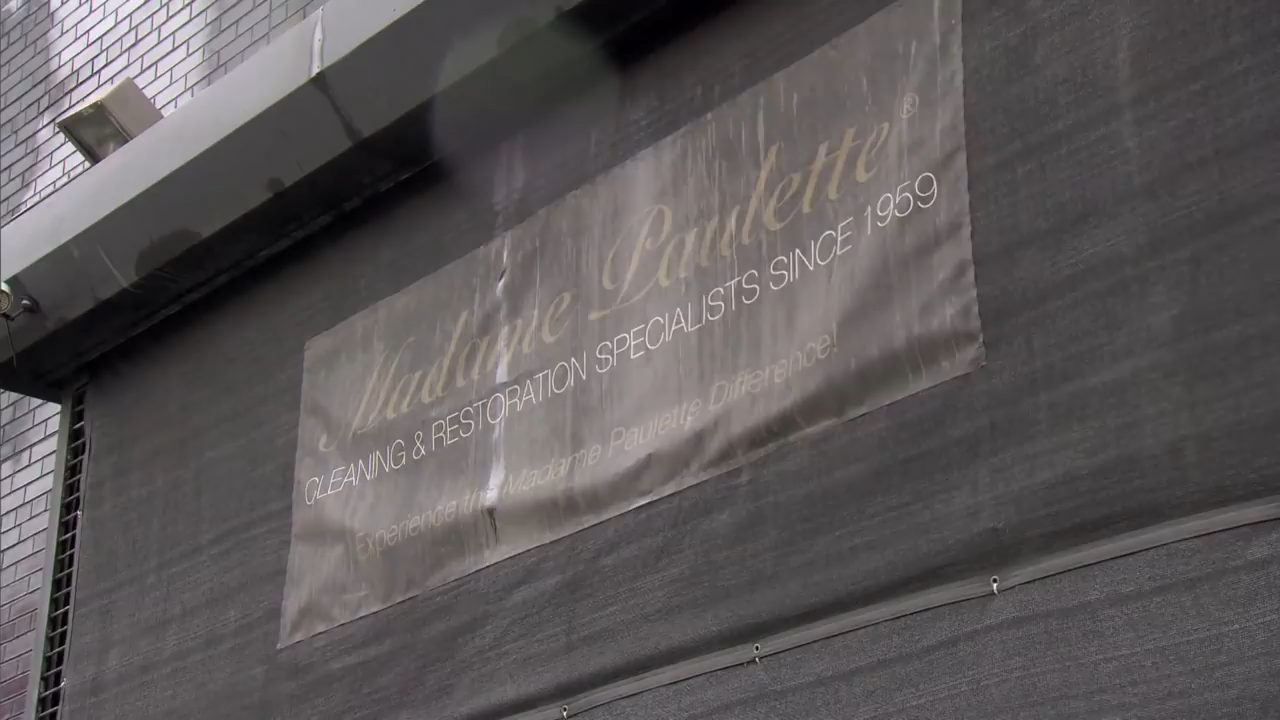 Madame Paulette®
CLEANING & RESTORATION SPECIALISTS SINCE 1959
Experience the Madame Paulette Difference!